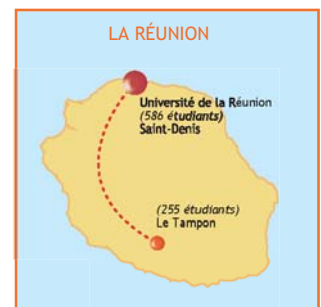 LA RÉUNION
Université de la Réunion
(586 étudiants)
Saint-Denis
(255 étudiants)
Le Tampon